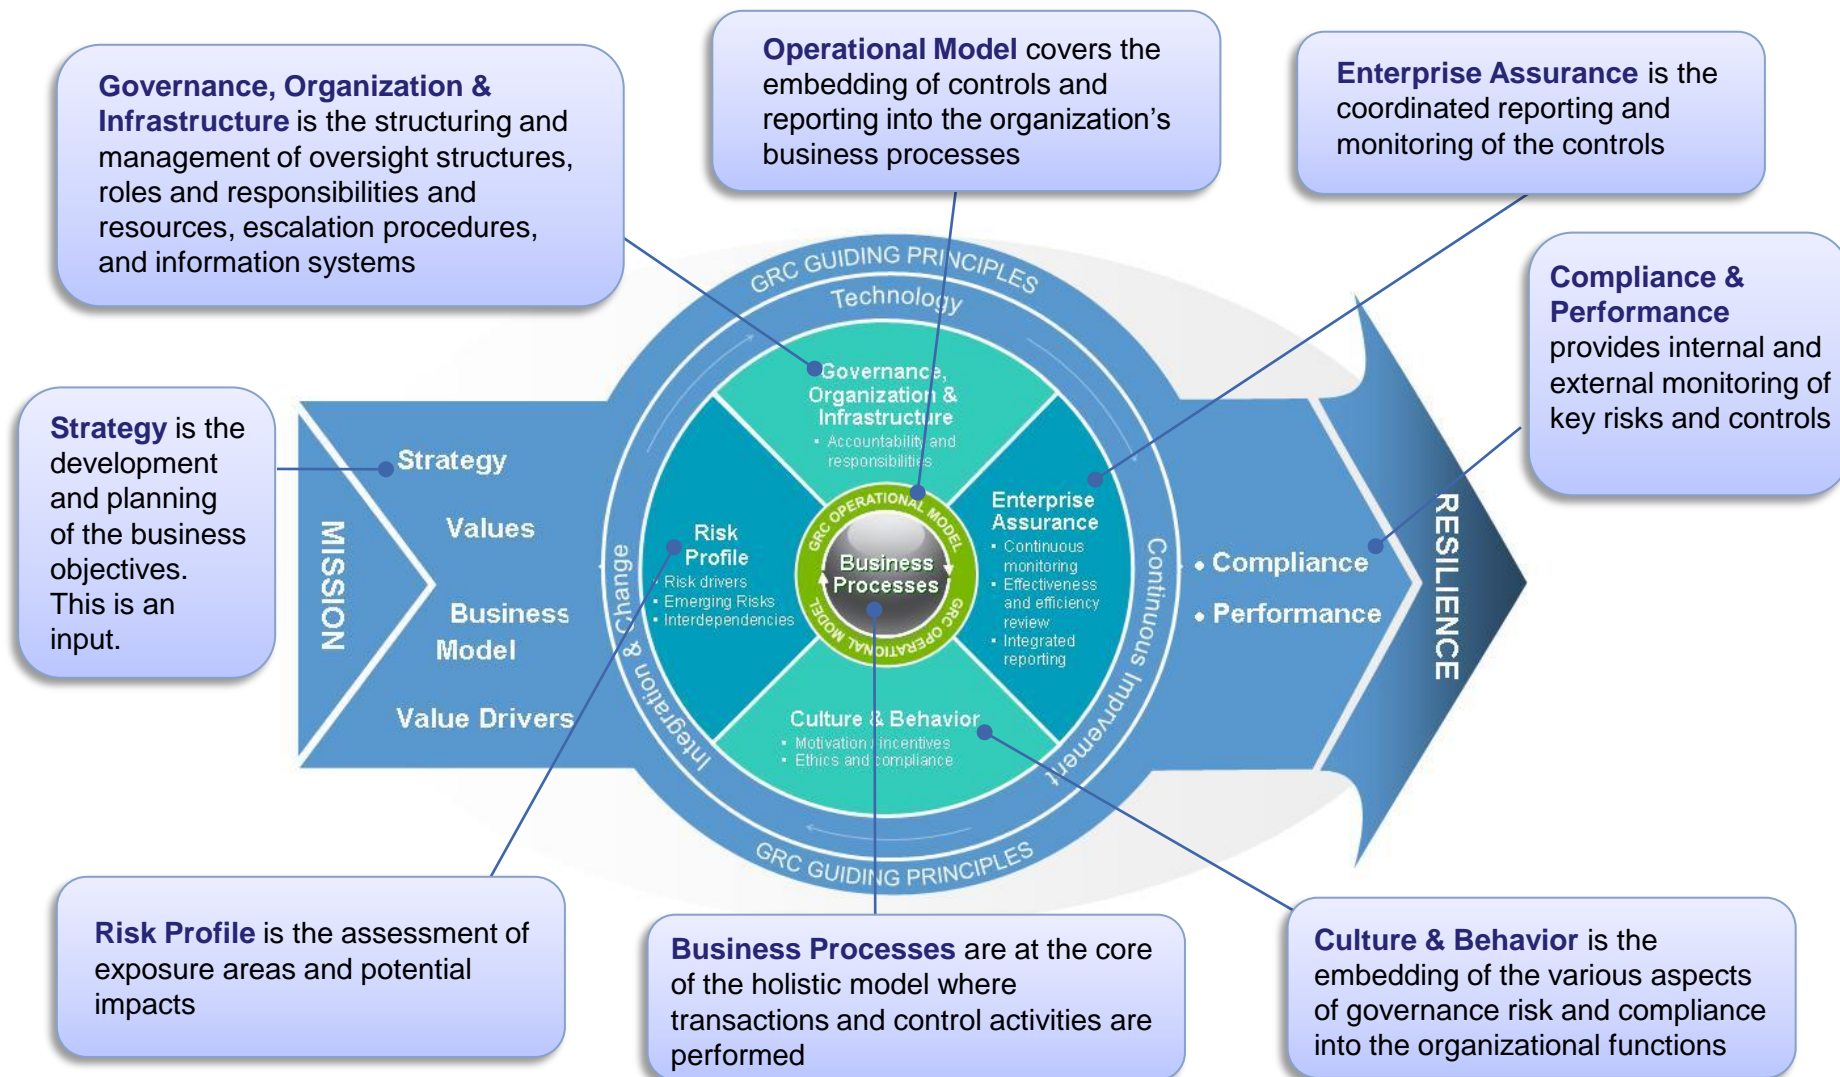 Governance, Organization &
Infrastructure is the structuring and
management of oversight structures,
roles and responsibilities and
resources, escalation procedures,
and information systems
Operational Model covers the
embedding of controls and
reporting into the organization’s
business processes
Enterprise Assurance is the
coordinated reporting and
monitoring of the controls
Compliance &
Performance
provides internal and
external monitoring of
key risks and controls
Strategy is the
development
and planning
of the business
objectives.
This is an
input.
MISSION
Strategy
Values
Business
Model
Value Drivers
GRC GUIDING PRINCIPLES
Technology
Integration & Change
Continuous Imprvement
GRC GUIDING PRINCIPLES
Governance,
Organization &
Infrastructure
• Accountability and
responsibilities
Risk
Profile
• Risk drivers
• Emerging Risks
• Interdependencies
GRC OPERATIONAL MODEL
Business
Processes
GRC OPERATIONAL MODEL
Enterprise
Assurance
• Continuous
monitoring
• Effectiveness
and efficiency
review
• Integrated
reporting
Culture & Behavior
• Motivation / incentives
• Ethics and compliance
• Compliance
• Performance
RESILIENCE
Risk Profile is the assessment of
exposure areas and potential
impacts
Business Processes are at the core
of the holistic model where
transactions and control activities are
performed
Culture & Behavior is the
embedding of the various aspects
of governance risk and compliance
into the organizational functions